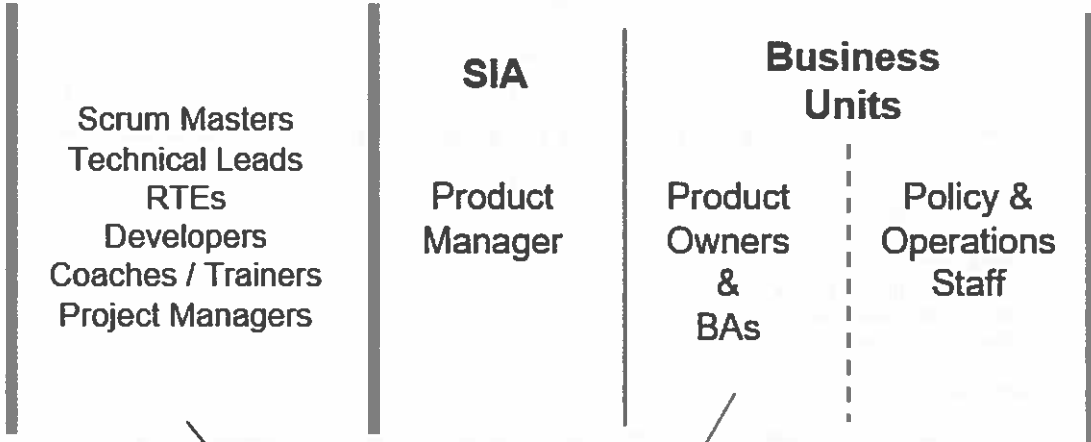 Scrum Masters
Technical Leads
RTEs
Developers
Coaches / Trainers
Project Managers
SIA
Product
Manager
Business
Units
Product
Owners
&
BAs
Policy &
Operations
Staff